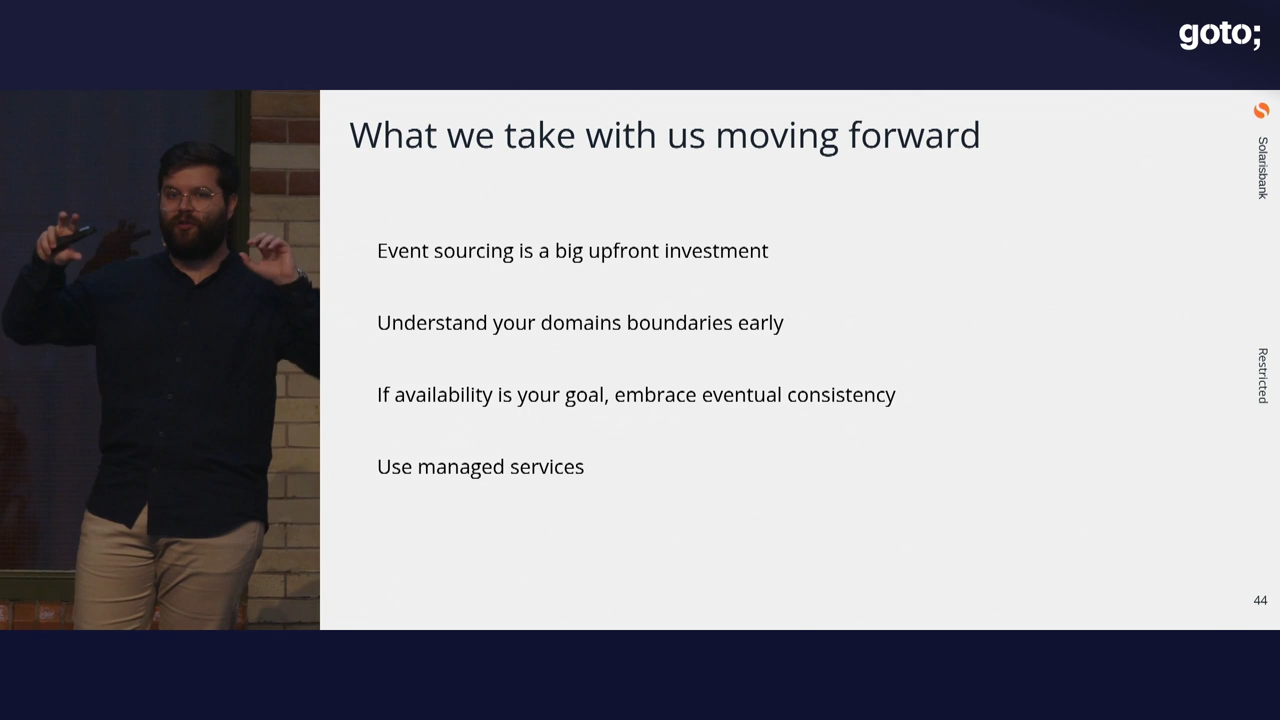 goto;
What we take with us moving forward
Event sourcing is a big upfront investment
Understand your domains boundaries early
If availability is your goal, embrace eventual consistency
Use managed services
Solarisbank
Restricted
44